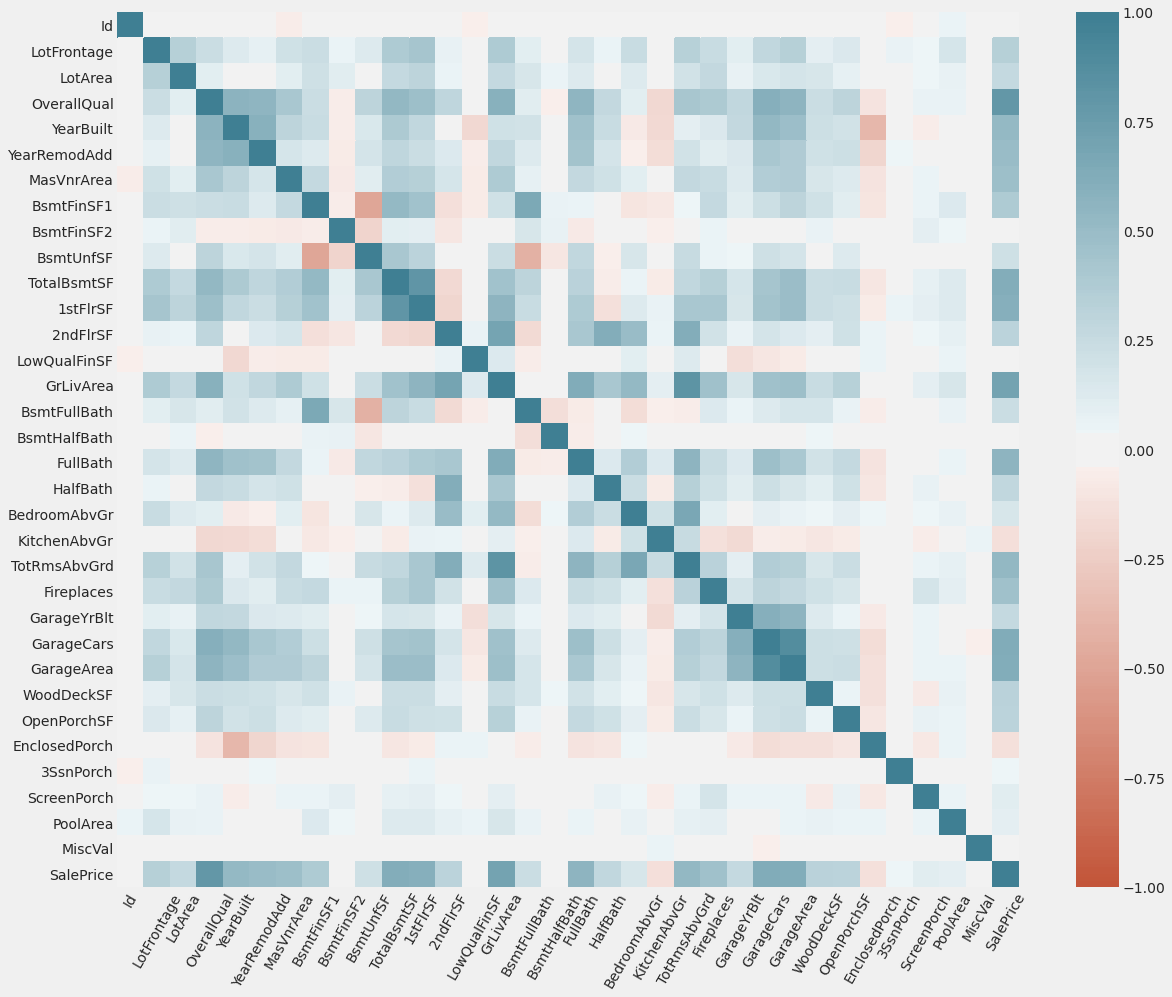 Id
LotFrontage
LotArea
OverallQual
YearBuilt
YearRemodAdd
MasVnrArea
BsmtFinSF1
BsmtFinSF2
BsmtUnfSF
TotalBsmtSF
1stFlrSF
2ndFlrSF
LowQualFinSF
GrLivArea
BsmtFullBath
BsmtHalfBath
FullBath
HalfBath
BedroomAbvGr
KitchenAbvGr
TotRmsAbvGrd
Fireplaces
GarageYrBlt
GarageCars
GarageArea
WoodDeckSF
OpenPorchSF
EnclosedPorch
3SsnPorch
ScreenPorch
PoolArea
MiscVal
SalePrice
Id
LotFrontage
LotArea
OverallQual
YearBuilt
YearRemodAdd
MasVnrArea
BsmtFinSF1
BsmtFinSF2
BsmtUnfSF
TotalBsmtSF
1stFlrSF
2ndFlrSF
LowQualFinSF
GrLivArea
BsmtFullBath
BsmtHalfBath
FullBath
HalfBath
BedroomAbvGr
KitchenAbvGr
TotRmsAbvGrd
Fireplaces
GarageYrBlt
GarageCars
GarageArea
WoodDeckSF
OpenPorchSF
EnclosedPorch
3SsnPorch
ScreenPorch
PoolArea
MiscVal
SalePrice
1.00
0.75
0.50
0.25
0.00
−0.25
−0.50
−0.75
−1.00